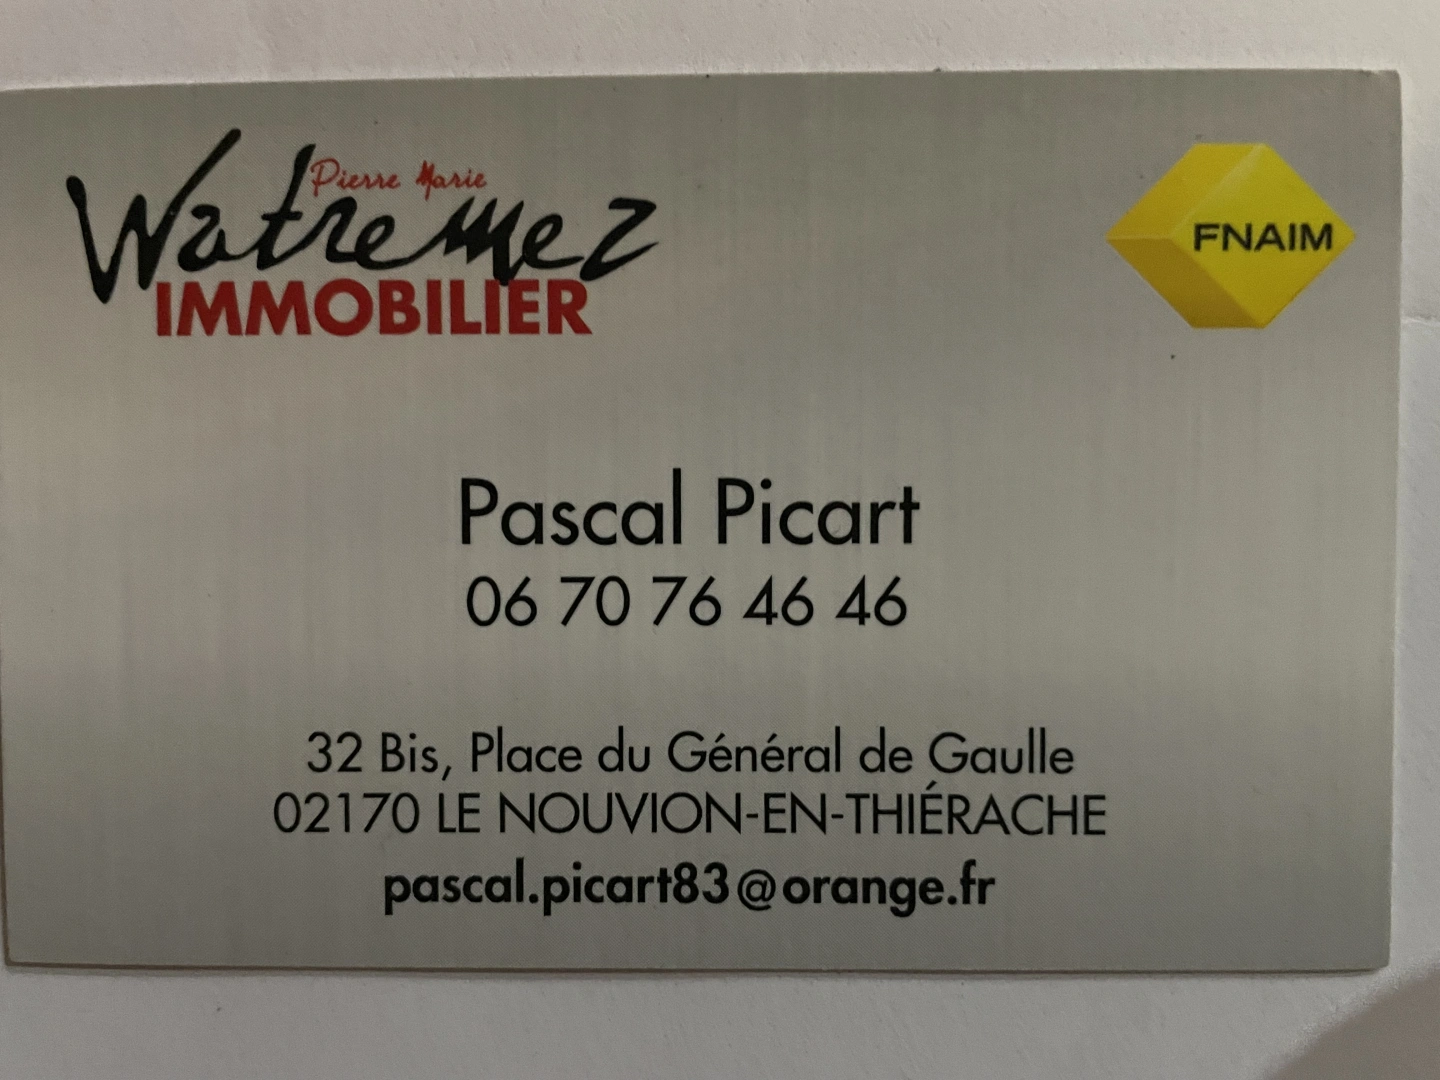 Pierre Marie
Watremez
IMMOBILIER
FNAIM
Pascal Picart
06 70 76 46 46
32 Bis, Place du Général de Gaulle
02170 LE NOUVION-EN-THIÉRACHE
pascal.picart83@orange.fr